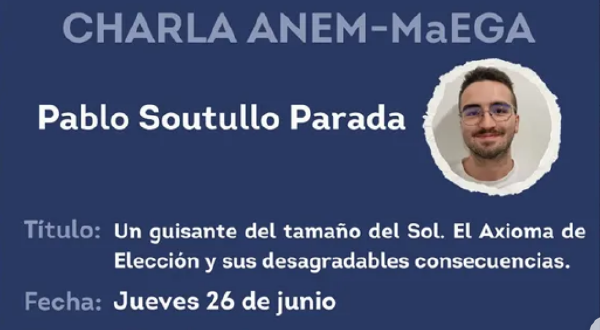 CHARLA ANEM-MaEGA
Pablo Soutullo Parada
Título: Un guisante del tamaño del Sol. El Axioma de
Elección y sus desagradables consecuencias.
Fecha: Jueves 26 de junio